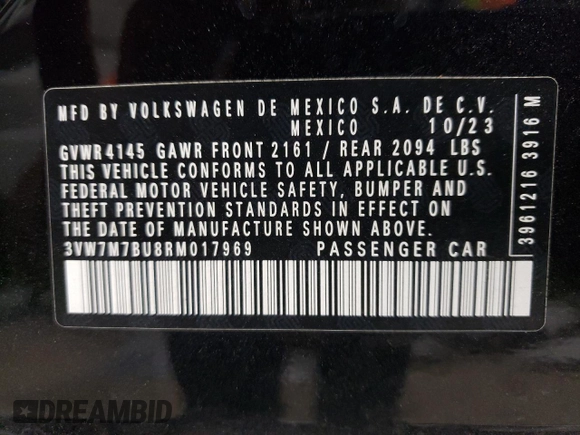 MFD BY VOLKSWAGEN DE MEXICO S.A. DE C.V.
MEXICO 10/23
GVWR 4145 GAWR FRONT 2161 / REAR 2094 LBS
THIS VEHICLE CONFORMS TO ALL APPLICABLE U.S.
FEDERAL MOTOR VEHICLE SAFETY, BUMPER AND
THEFT PREVENTION STANDARDS IN EFFECT ON
THE DATE OF MANUFACTURE SHOWN ABOVE.
3VW7M7BU8RM017969 PASSENGER CAR
3961216 3916 M
DREAMBID